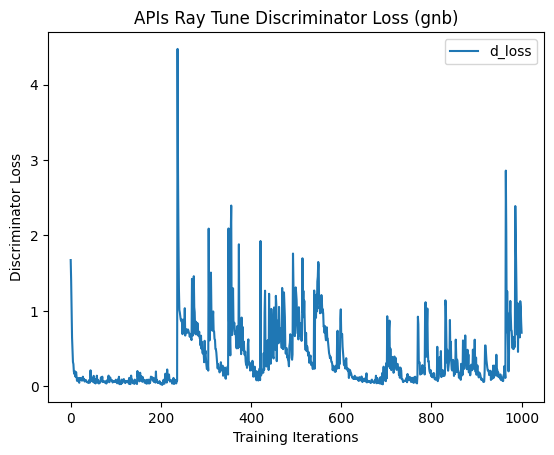 APIs Ray Tune Discriminator Loss (gnb)
d_loss
Discriminator Loss
4
3
2
1
0
0 200 400 600 800 1000
Training Iterations